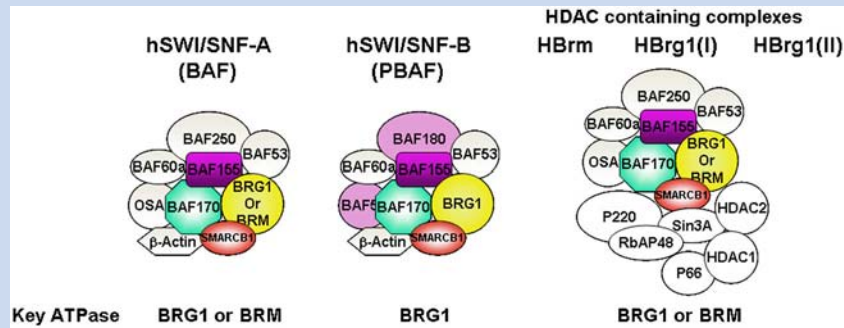 HDAC containing complexes
hSWI/SNF-A
(BAF)
hSWI/SNF-B
(PBAF)
HBrm HBrg1(I) HBrg1(II)
BAF250
BAF60a
BAF155
BAF53
OSA
BAF170
BRG1
Or
BRM
β-Actin
SMARCB1
BAF180
BAF60a
BAF155
BAF53
BAF170
BRG1
β-Actin
SMARCB1
BAF250
BAF60a
BAF155
BAF53
OSA
BAF170
BRG1
Or
BRM
SMARCB1
P220
Sin3A
HDAC2
RbAP48
HDAC1
P66
Key ATPase BRG1 or BRM BRG1 BRG1 or BRM